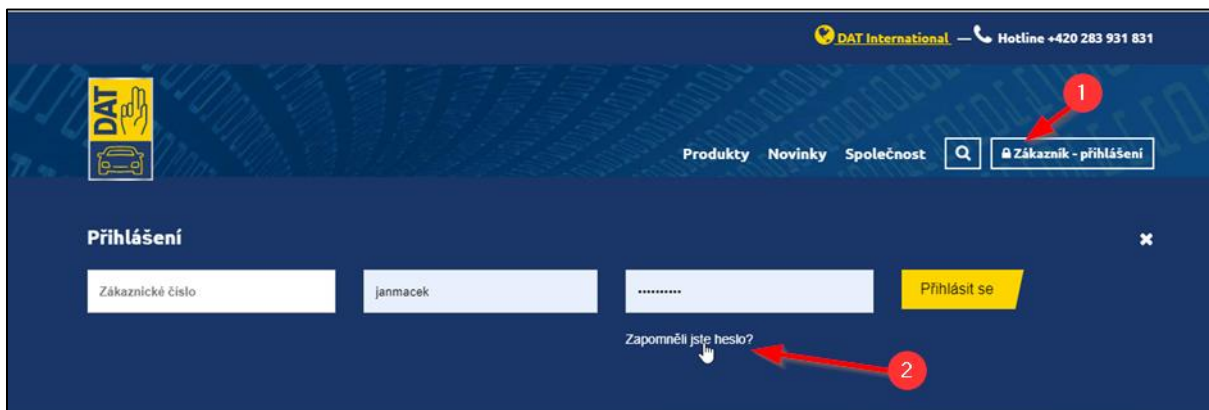 DAT International — Hotline +420 283 931 831
DAT
1
Produkty Novinky Společnost Zákazník - přihlášení
Přihlášení
Zákaznické číslo janmacek •••••••••• Přihlásit se
Zapomněli jste heslo?
2